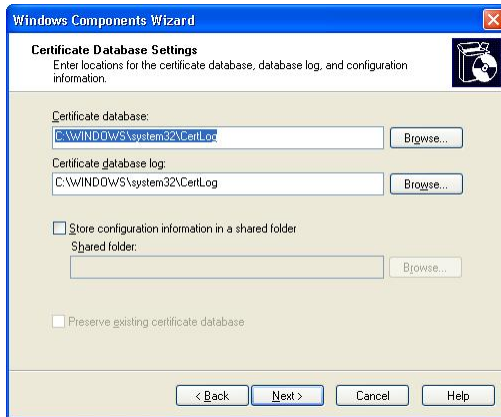 Windows Components Wizard
Certificate Database Settings
Enter locations for the certificate database, database log, and configuration
information.
Certificate database:
C:\WINDOWS\system32\CertLog
Browse...
Certificate database log:
C:\WINDOWS\system32\CertLog
Browse...
Store configuration information in a shared folder
Shared folder:
Browse...
Preserve existing certificate database
< Back
Next >
Cancel
Help